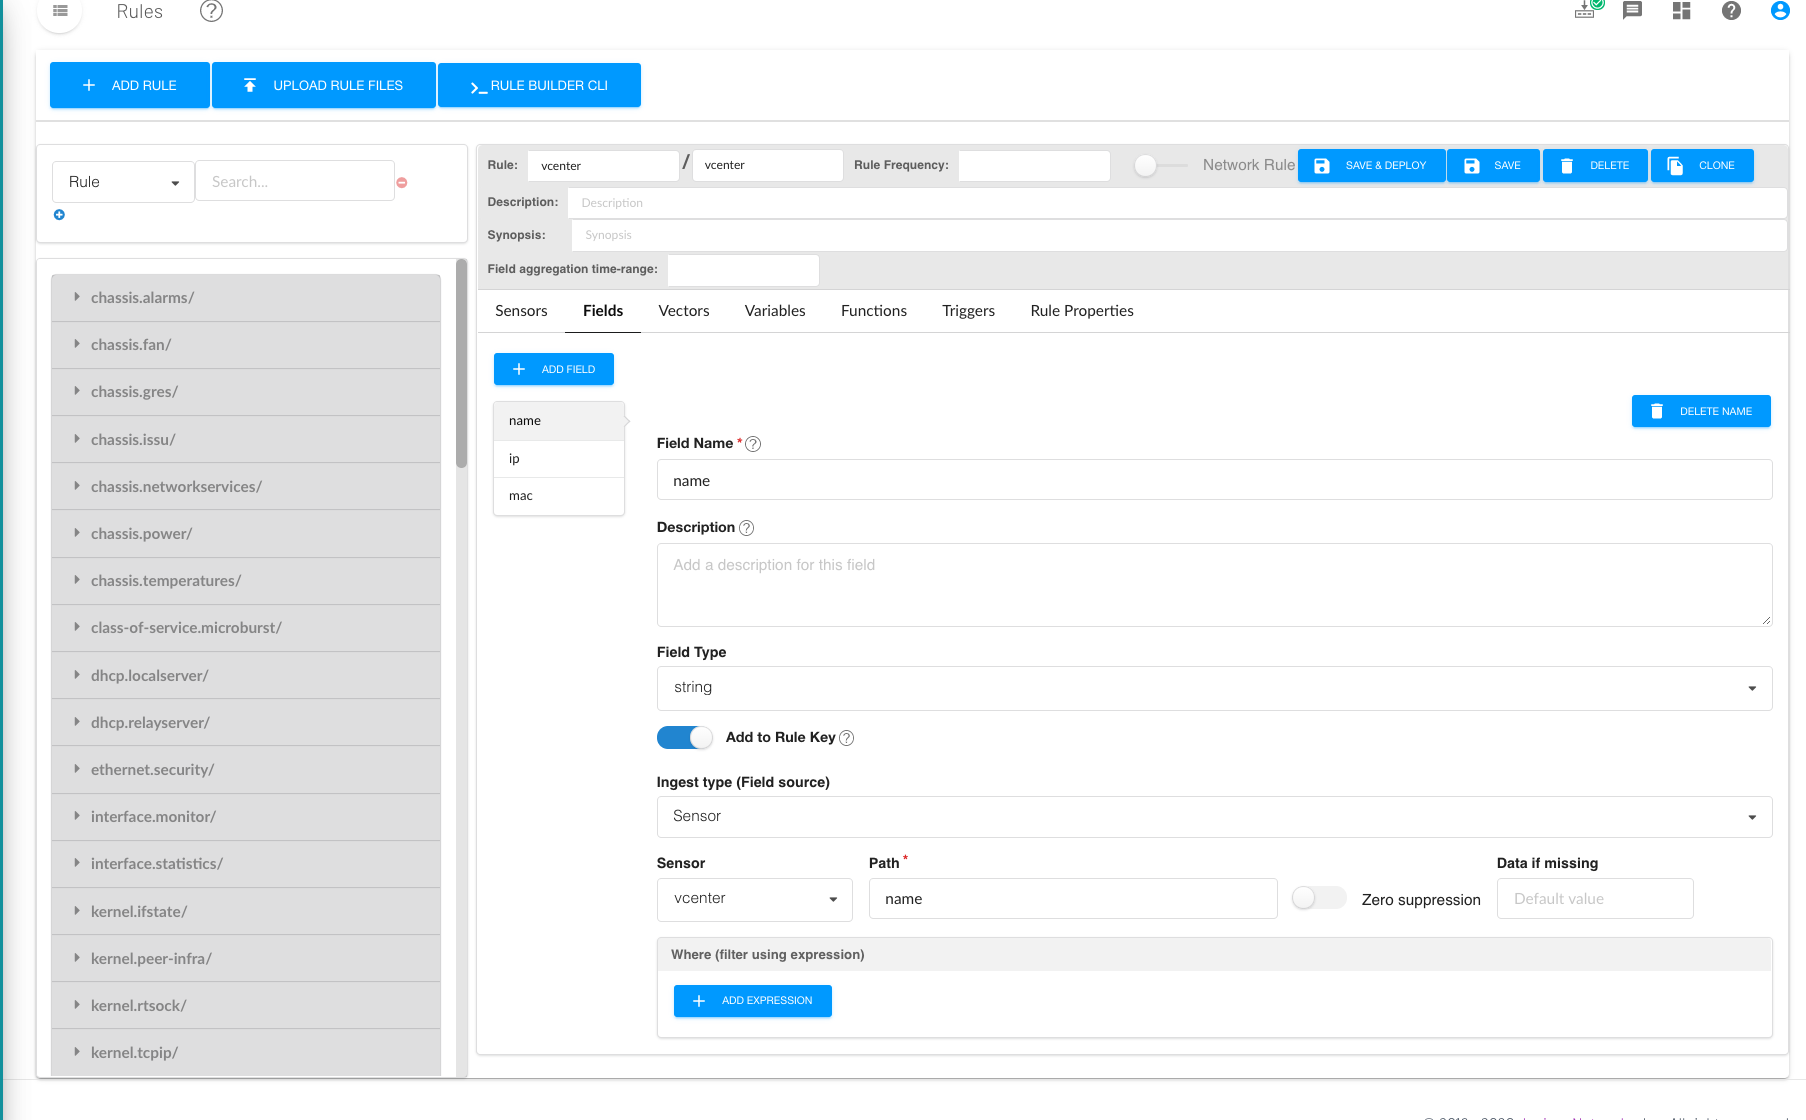 Rules
ADD RULE
UPLOAD RULE FILES
RULE BUILDER CLI
Rule
Search...
chassis.alarms/
chassis.fan/
chassis.gres/
chassis.issu/
chassis.networkservices/
chassis.power/
chassis.temperatures/
class-of-service.microburst/
dhcp.localserver/
dhcp.relayserver/
ethernet.security/
interface.monitor/
interface.statistics/
kernel.ifstate/
kernel.peer-infra/
kernel.rtsock/
kernel.tcpip/
Rule: vcenter / vcenter Rule Frequency: Network Rule SAVE & DEPLOY SAVE DELETE CLONE
Description: Description
Synopsis: Synopsis
Field aggregation time-range:
Sensors Fields Vectors Variables Functions Triggers Rule Properties
ADD FIELD
name
ip
mac
DELETE NAME
Field Name *
name
Description
Add a description for this field
Field Type
string
Add to Rule Key
Ingest type (Field source)
Sensor
Sensor Path * Data if missing
vcenter name Zero suppression Default value
Where (filter using expression)
ADD EXPRESSION